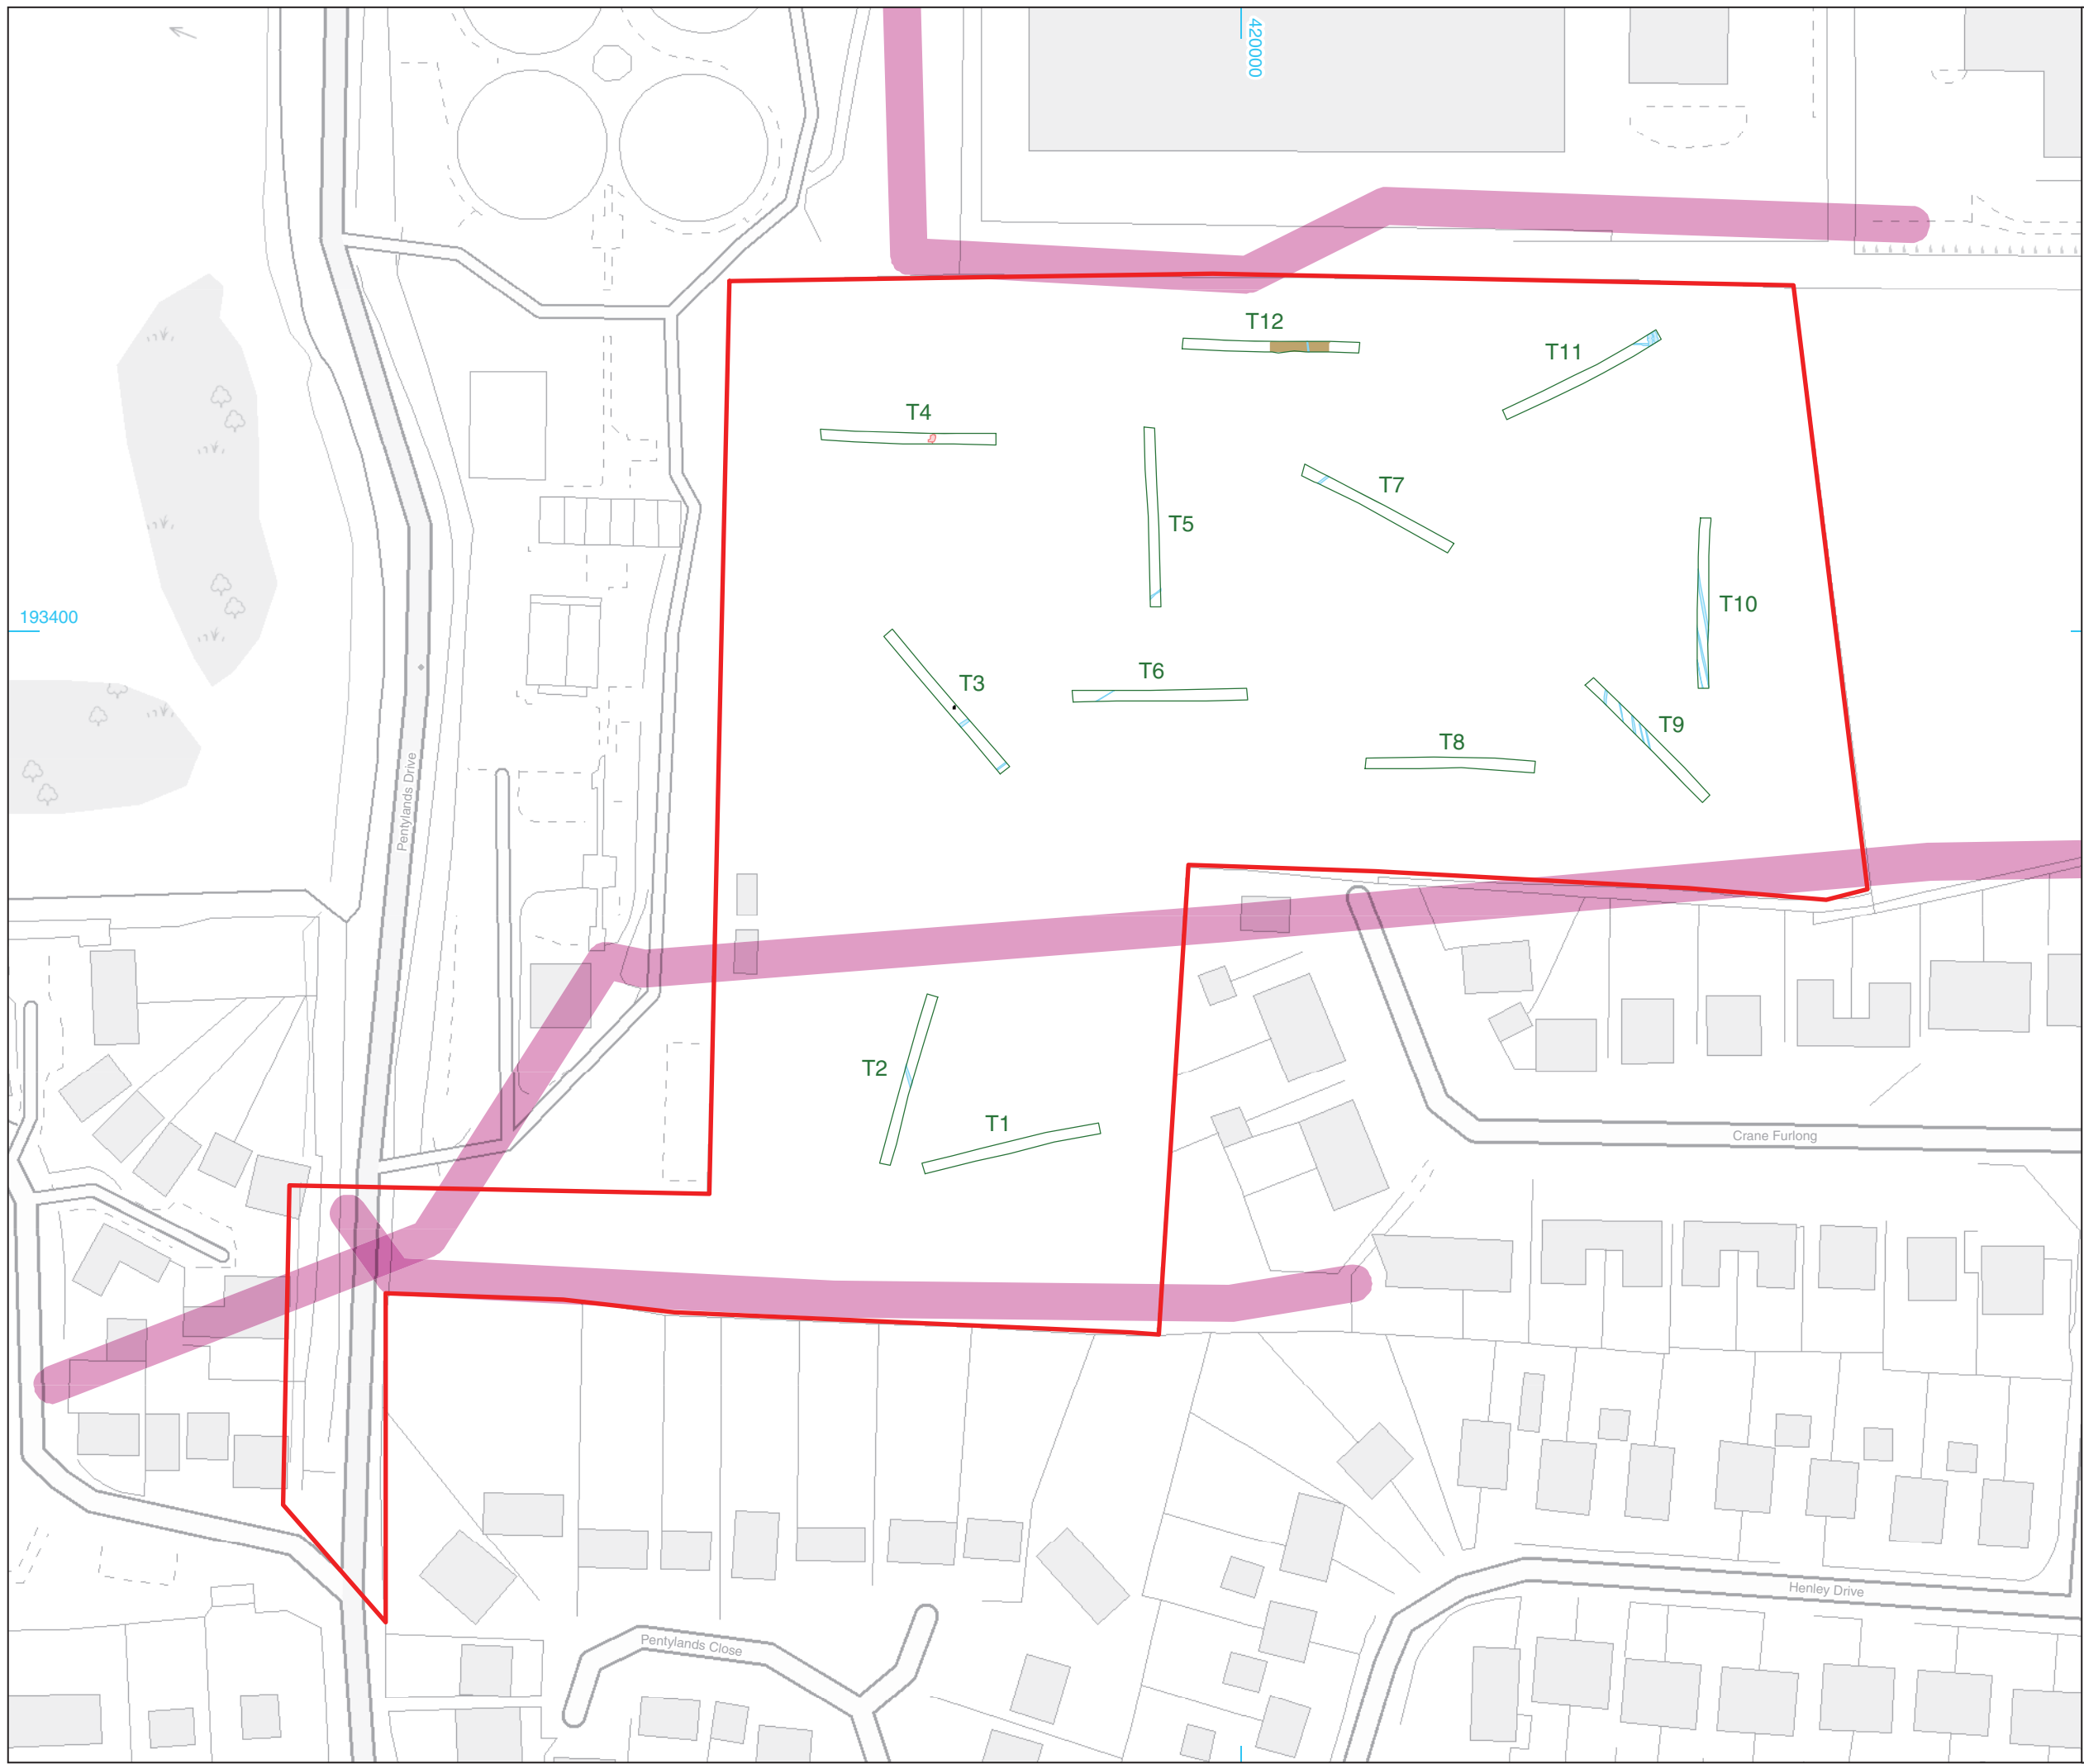 420000
T12
T11
T4
T7
T5
T10
193400
T3
T6
T9
T8
Pentylands Drive
T2
T1
Crane Furlong
Henley Drive
Pentylands Close